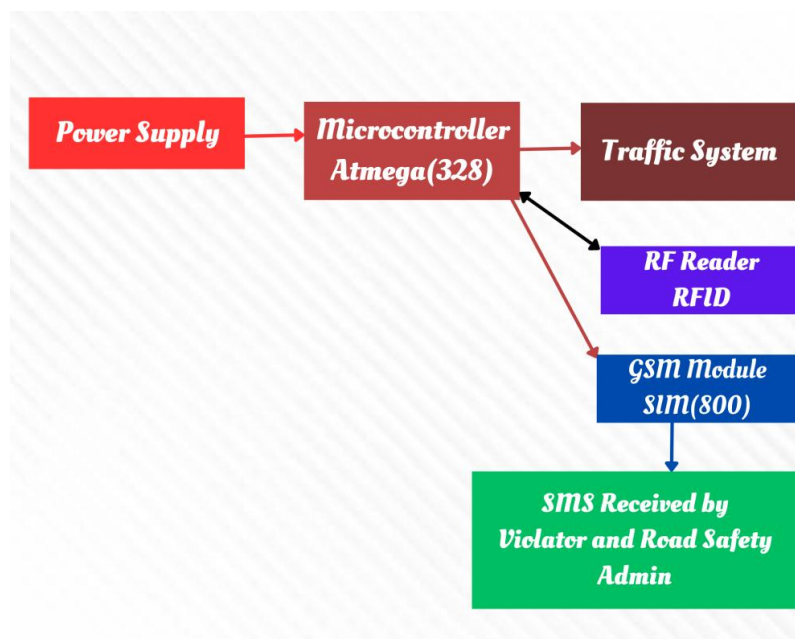 Power Supply
Microcontroller
Atmega(328)
Traffic System
RF Reader
RFID
GSM Module
SIM(800)
SMS Received by
Violator and Road Safety
Admin